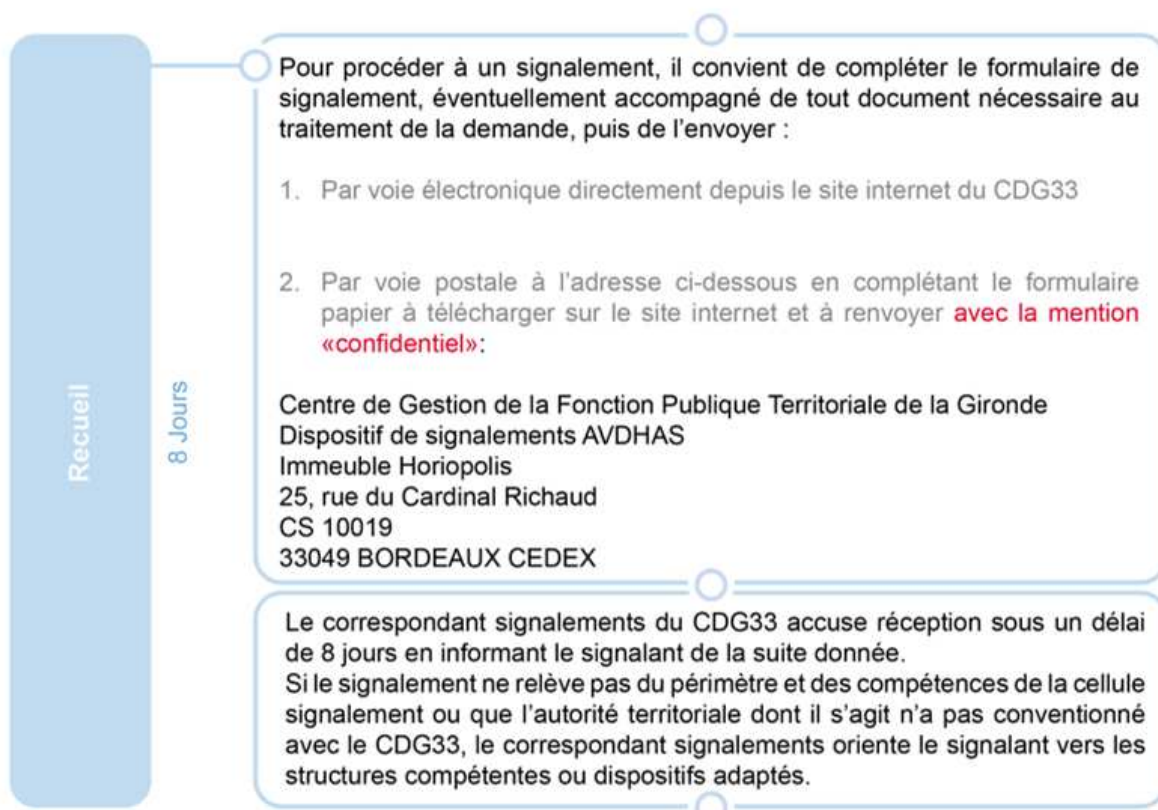 Recueil
8 Jours
Pour procéder à un signalement, il convient de compléter le formulaire de
signalement, éventuellement accompagné de tout document nécessaire au
traitement de la demande, puis de l’envoyer :
1. Par voie électronique directement depuis le site internet du CDG33
2. Par voie postale à l’adresse ci-dessous en complétant le formulaire
papier à télécharger sur le site internet et à renvoyer avec la mention
«confidentiel»:
Centre de Gestion de la Fonction Publique Territoriale de la Gironde
Dispositif de signalements AVDHAS
Immeuble Horiopolis
25, rue du Cardinal Richaud
CS 10019
33049 BORDEAUX CEDEX
Le correspondant signalements du CDG33 accuse réception sous un délai
de 8 jours en informant le signalant de la suite donnée.
Si le signalement ne relève pas du périmètre et des compétences de la cellule
signalement ou que l’autorité territoriale dont il s’agit n’a pas conventionné
avec le CDG33, le correspondant signalements oriente le signalant vers les
structures compétentes ou dispositifs adaptés.